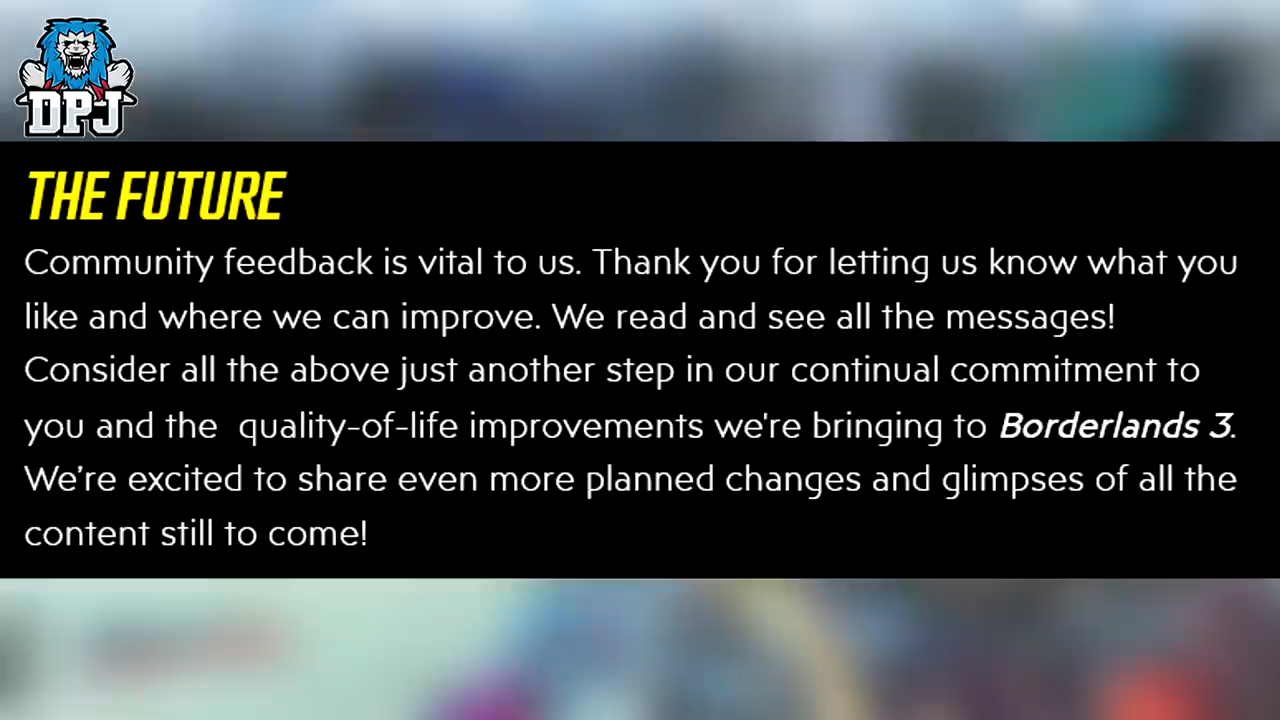 DPJ
THE FUTURE
Community feedback is vital to us. Thank you for letting us know what you
like and where we can improve. We read and see all the messages!
Consider all the above just another step in our continual commitment to
you and the  quality-of-life improvements we're bringing to Borderlands 3.
We’re excited to share even more planned changes and glimpses of all the
content still to come!